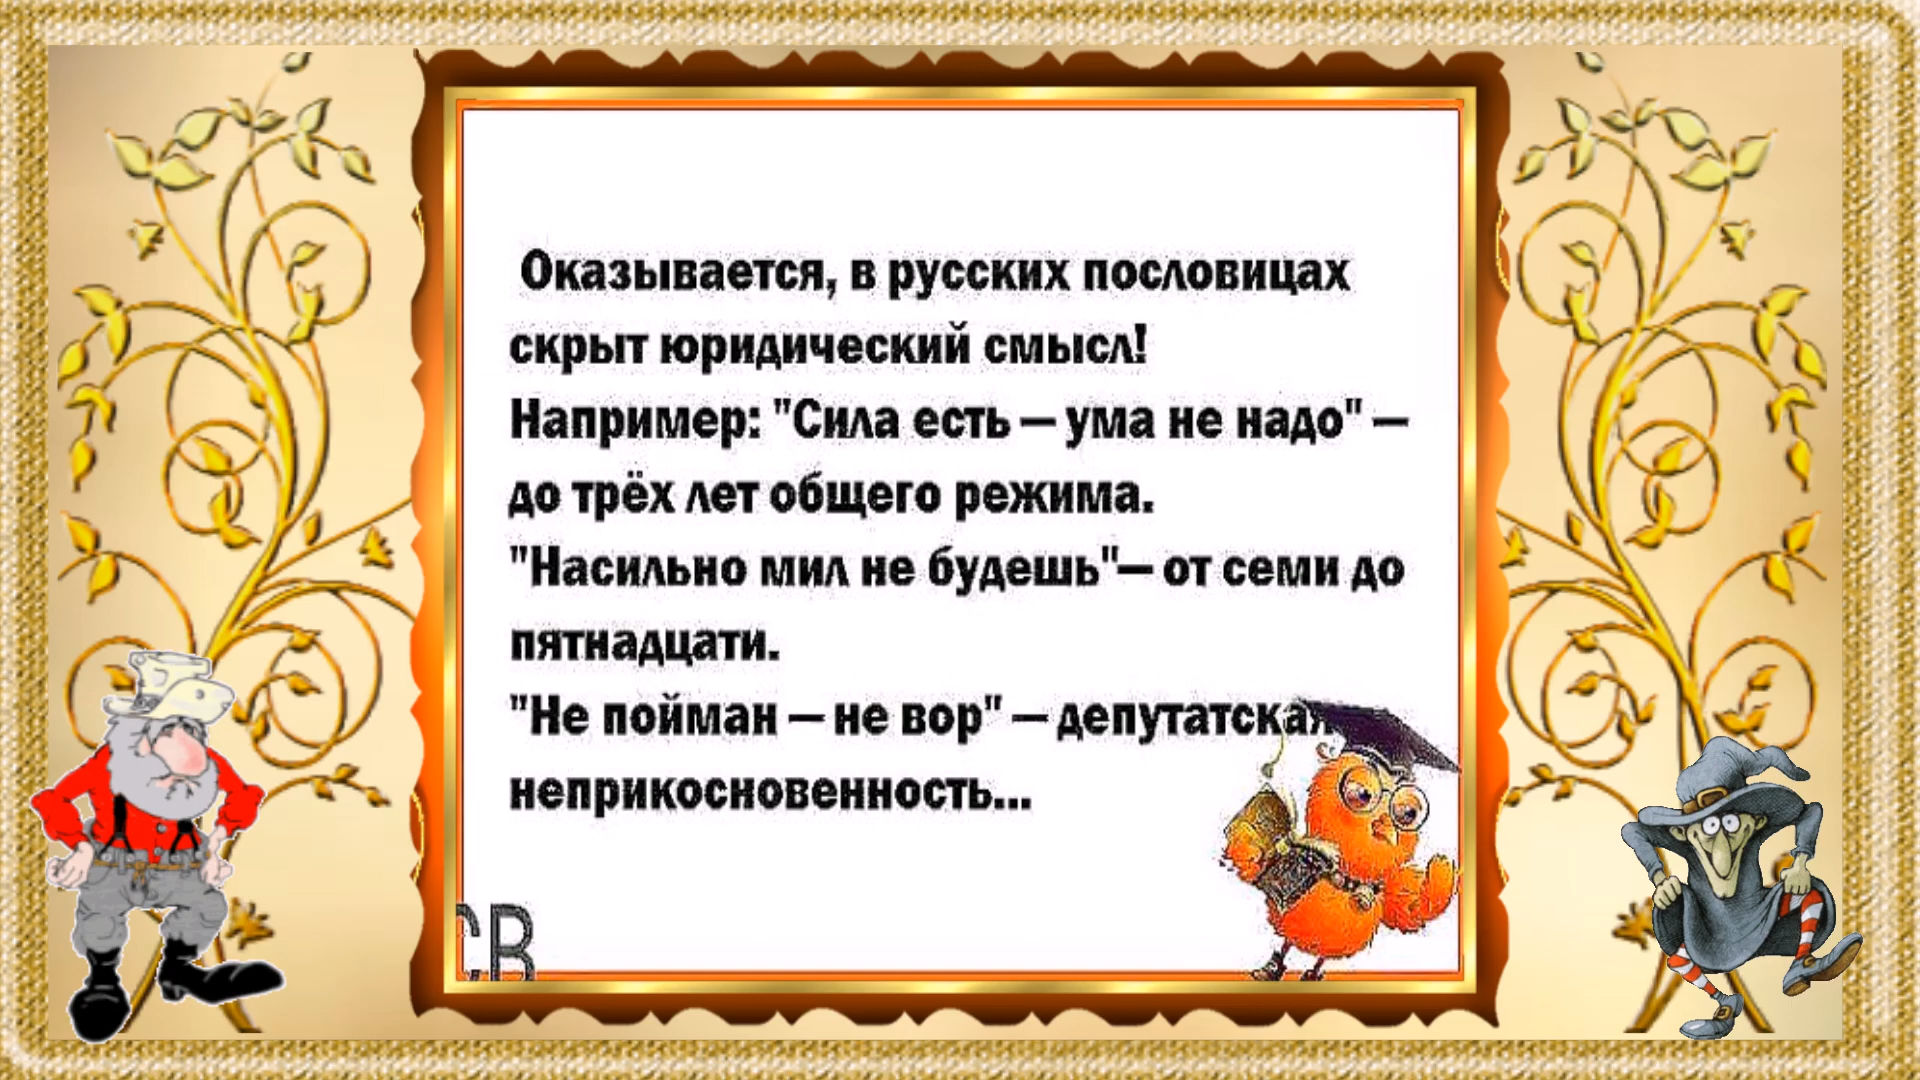 Оказывается, в русских пословицах
скрыт юридический смысл!
Например: "Сила есть — ума не надо" —
до трёх лет общего режима.
"Насильно мил не будешь"— от семи до
пятнадцати.
"Не пойман — не вор" — депутатская
неприкосновенность...
СВ